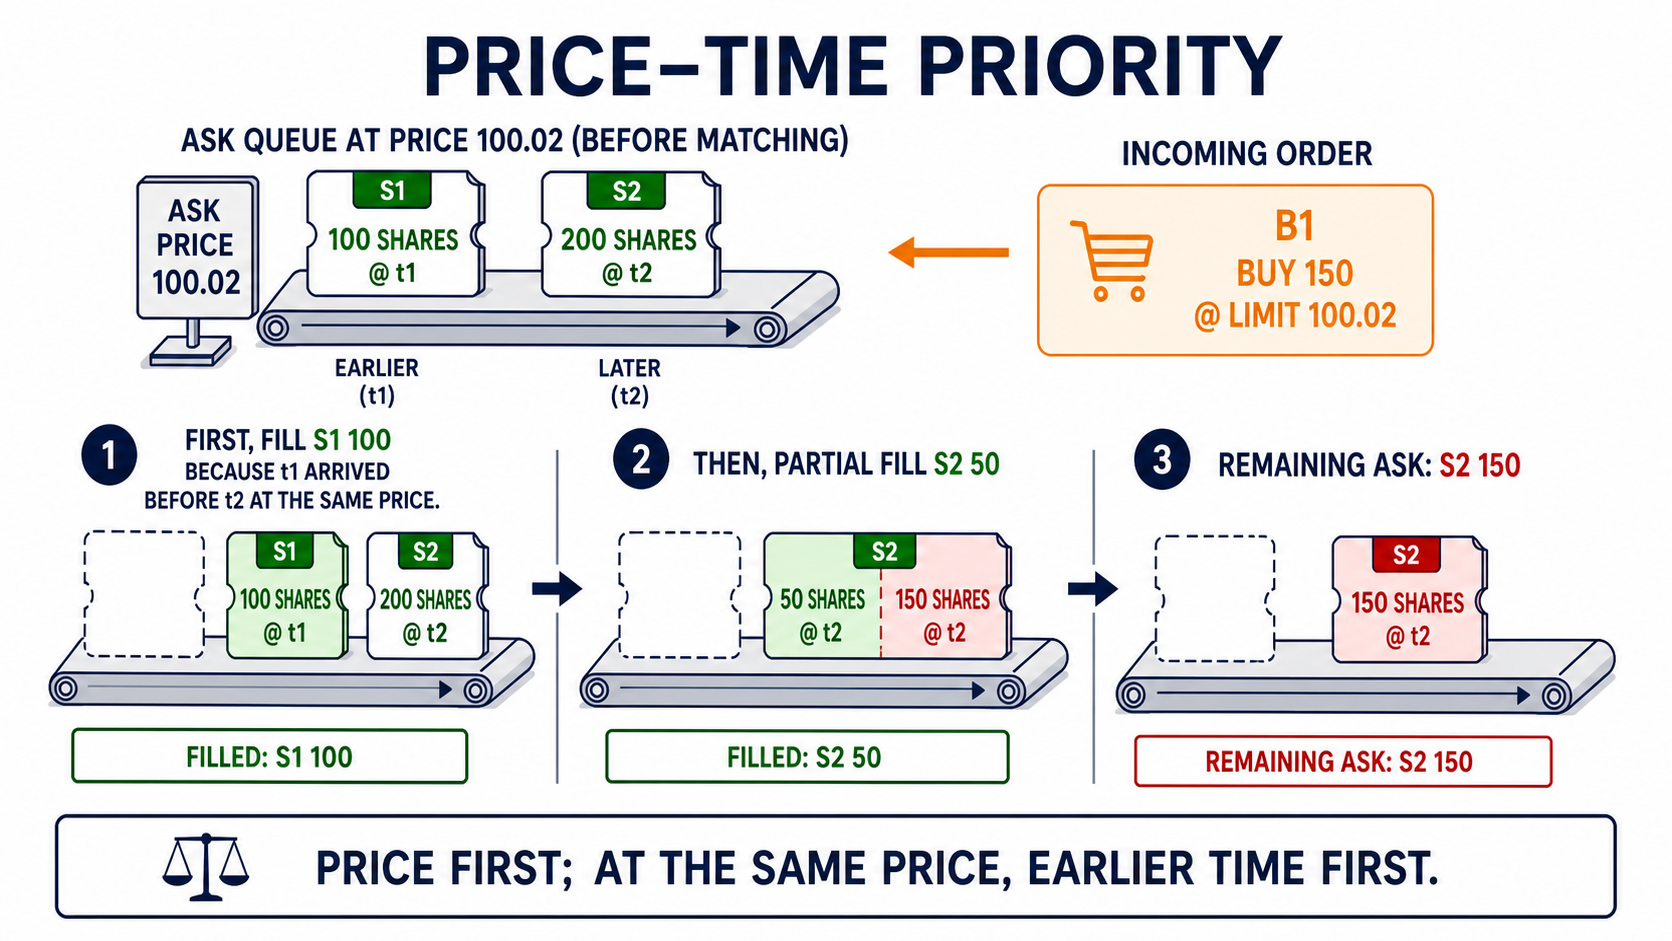 PRICE–TIME PRIORITY
ASK QUEUE AT PRICE 100.02 (BEFORE MATCHING)
ASK
PRICE
100.02
S1
100 SHARES
@ t1
S2
200 SHARES
@ t2
EARLIER
(t1)
LATER
(t2)
INCOMING ORDER
B1
BUY 150
@ LIMIT 100.02
1
FIRST, FILL S1 100
BECAUSE t1 ARRIVED
BEFORE t2 AT THE SAME PRICE.
S1
100 SHARES
@ t1
S2
200 SHARES
@ t2
FILLED: S1 100
2
THEN, PARTIAL FILL S2 50
S2
50 SHARES
@ t2
150 SHARES
@ t2
FILLED: S2 50
3
REMAINING ASK: S2 150
S2
150 SHARES
@ t2
REMAINING ASK: S2 150
PRICE FIRST; AT THE SAME PRICE, EARLIER TIME FIRST.